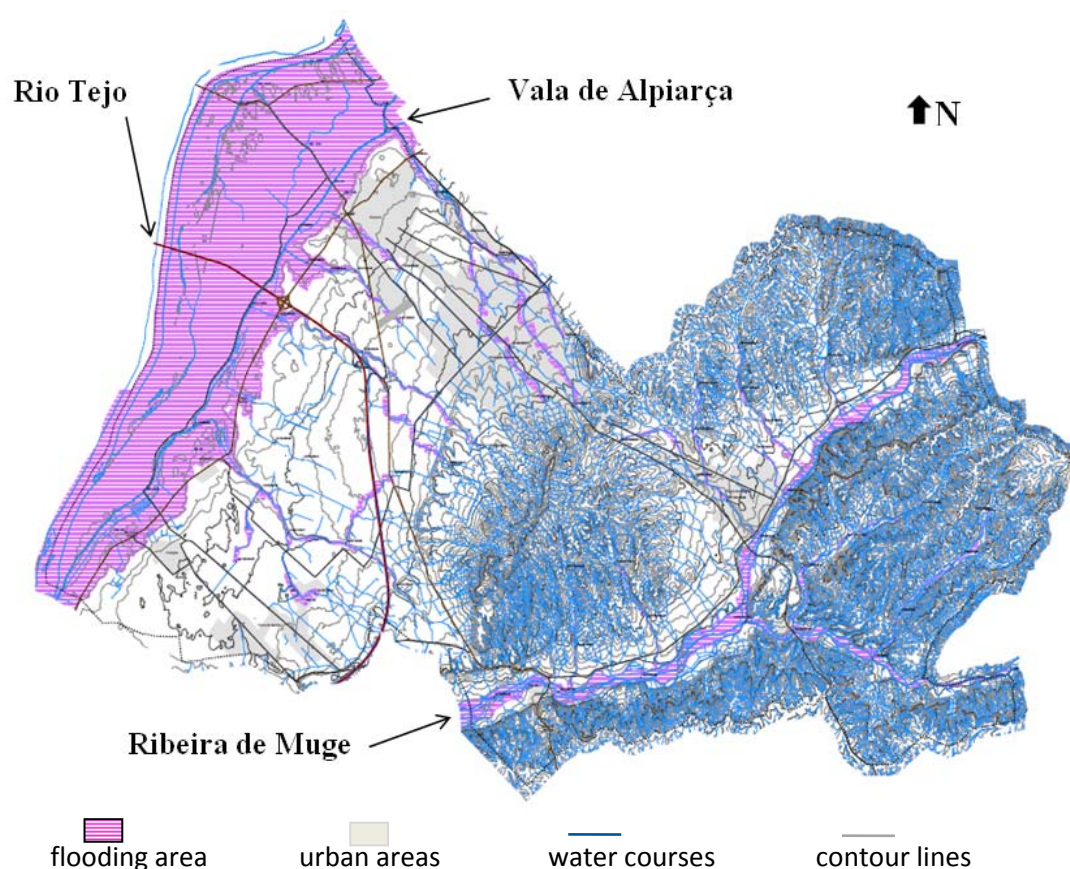 Rio Tejo
Vala de Alpiarça
N
Ribeira de Muge
flooding area
urban areas
water courses
contour lines